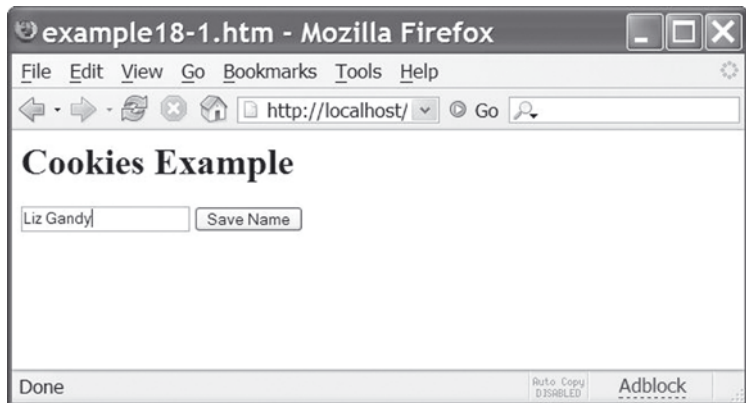 example18-1.htm - Mozilla Firefox
File Edit View Go Bookmarks Tools Help
http://localhost/ Go
Cookies Example
Liz Gandy Save Name
Done Auto Copy DISABLED Adblock